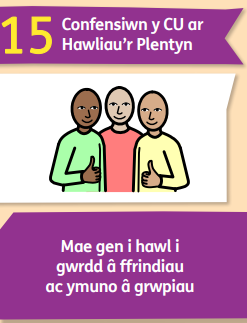 15
Confensiwn y CU ar
Hawliau'r Plentyn
Mae gen i hawl i
gwrdd â ffrindiau
ac ymuno â grwpiau